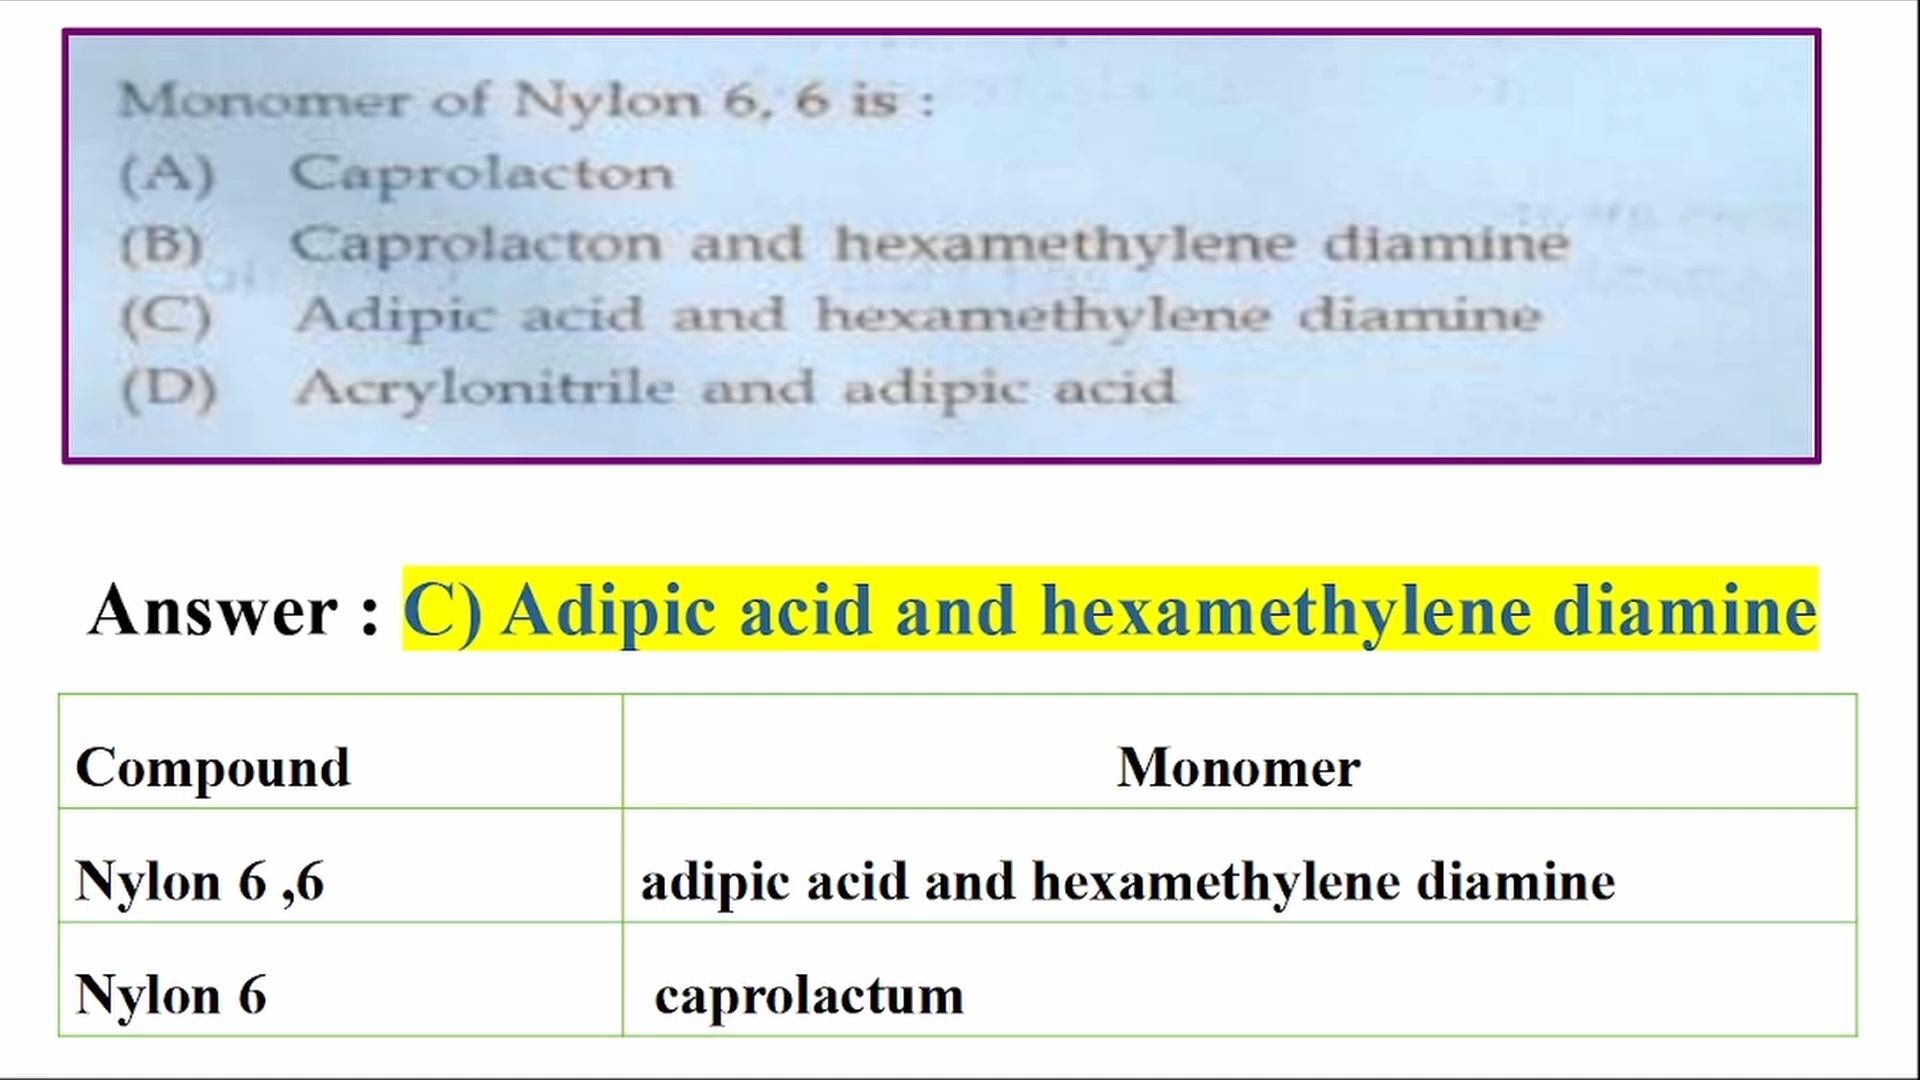 Monomer of Nylon 6, 6 is :
(A) Caprolacton
(B) Caprolacton and hexamethylene diamine
(C) Adipic acid and hexamethylene diamine
(D) Acrylonitrile and adipic acid
Answer : C) Adipic acid and hexamethylene diamine
Compound Monomer
Nylon 6 ,6 adipic acid and hexamethylene diamine
Nylon 6 caprolactum